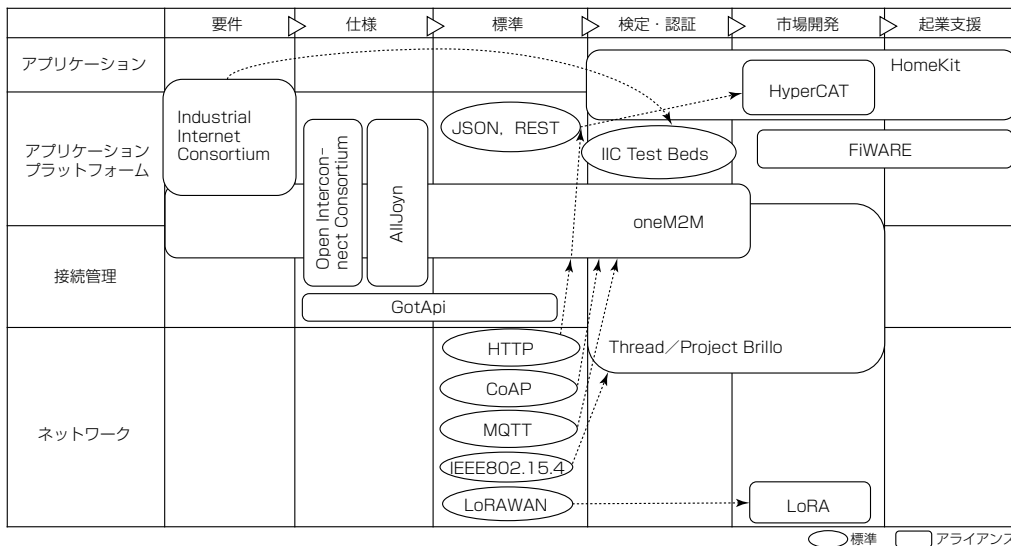 要件
仕様
標準
検定・認証
市場開発
起業支援
アプリケーション
HomeKit
HyperCAT
Industrial
Internet
Consortium
JSON，REST
アプリケーション
プラットフォーム
IIC Test Beds
FiWARE
Open Intercon-
nect Consortium
AllJoyn
oneM2M
接続管理
GotApi
HTTP
Thread／Project Brillo
CoAP
ネットワーク
MQTT
IEEE802.15.4
LoRAWAN
LoRA
標準
アライアンス